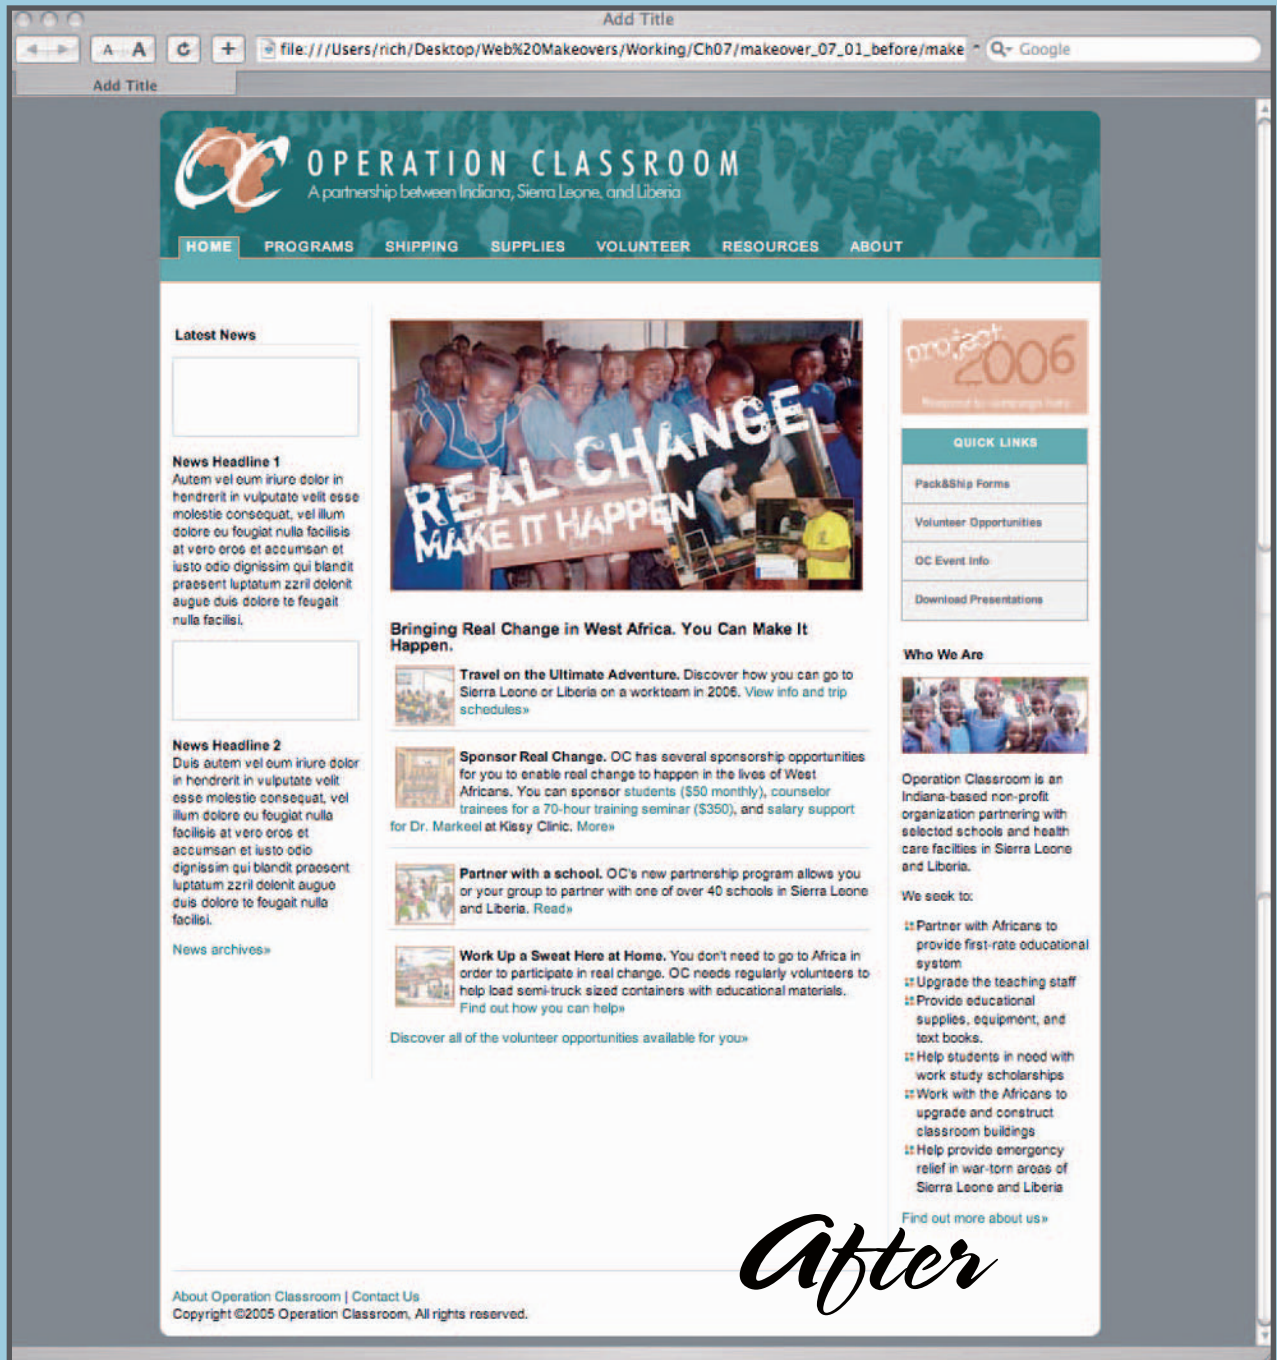 Add Title
A A
file:///Users/rich/Desktop/Web%20Makeovers/Working/Ch07/makeover_07_01_before/make
Google
Add Title
OC OPERATION CLASSROOM
A partnership between Indiana, Sierra Leone, and Liberia
HOME PROGRAMS SHIPPING SUPPLIES VOLUNTEER RESOURCES ABOUT
Latest News
News Headline 1
Autem vel eum iriure dolor in
hendrerit in vulputate velit esse
molestie consequat, vel illum
dolore eu feugiat nulla facilisis
at vero eros et accumsan et
iusto odio dignissim qui blandit
praesent luptatum zzril delenit
augue duis dolore te feugait
nulla facilisi.
News Headline 2
Duis autem vel eum iriure dolor
in hendrerit in vulputate velit
esse molestie consequat, vel
illum dolore eu feugiat nulla
facilisis at vero eros et
accumsan et iusto odio
dignissim qui blandit praesent
luptatum zzril delenit augue
duis dolore te feugait nulla
facilisi.
News archives»
REAL CHANGE
MAKE IT HAPPEN
Bringing Real Change in West Africa. You Can Make It
Happen.
Travel on the Ultimate Adventure. Discover how you can go to
Sierra Leone or Liberia on a workteam in 2006. View info and trip
schedules»
Sponsor Real Change. OC has several sponsorship opportunities
for you to enable real change to happen in the lives of West
Africans. You can sponsor students ($50 monthly), counselor
trainees for a 70-hour training seminar ($350), and salary support
for Dr. Markeel at Kissy Clinic. More»
Partner with a school. OC's new partnership program allows you
or your group to partner with one of over 40 schools in Sierra Leone
and Liberia. Read»
Work Up a Sweat Here at Home. You don't need to go to Africa in
order to participate in real change. OC needs regularly volunteers to
help load semi-truck sized containers with educational materials.
Find out how you can help»
Discover all of the volunteer opportunities available for you»
project
2006
QUICK LINKS
Pack&Ship Forms
Volunteer Opportunities
OC Event Info
Download Presentations
Who We Are
Operation Classroom is an
Indiana-based non-profit
organization partnering with
selected schools and health
care facilties in Sierra Leone
and Liberia.
We seek to:
Partner with Africans to
provide first-rate educational
system
Upgrade the teaching staff
Provide educational
supplies, equipment, and
text books.
Help students in need with
work study scholarships
Work with the Africans to
upgrade and construct
classroom buildings
Help provide emergency
relief in war-torn areas of
Sierra Leone and Liberia
Find out more about us»
After
About Operation Classroom | Contact Us
Copyright ©2005 Operation Classroom, All rights reserved.